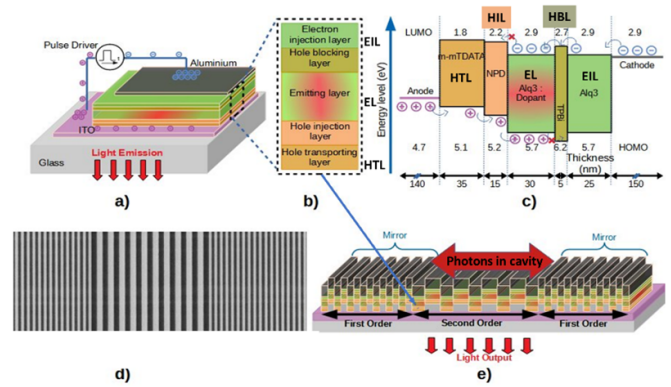 a)
Pulse Driver
Aluminium
ITO
Glass
Light Emission
Electron
injection layer
Hole blocking
layer
Emitting layer
Hole injection
layer
Hole transporting
layer
EIL
EL
HTL
b)
HIL
HBL
LUMO 1.8 2.2 2.9 2.7 2.9 2.9
Energy level (eV)
m-mTDATA
HTL
NPD
EL
Alq3 :
Dopant
TPBi
EIL
Alq3
Anode
Cathode
4.7 5.1 5.2 5.7 6.2 5.7 HOMO
Thickness
(nm)
140 35 15 30 5 25 150
c)
d)
Mirror
Photons in cavity
Mirror
First Order
Second Order
First Order
Light Output
e)